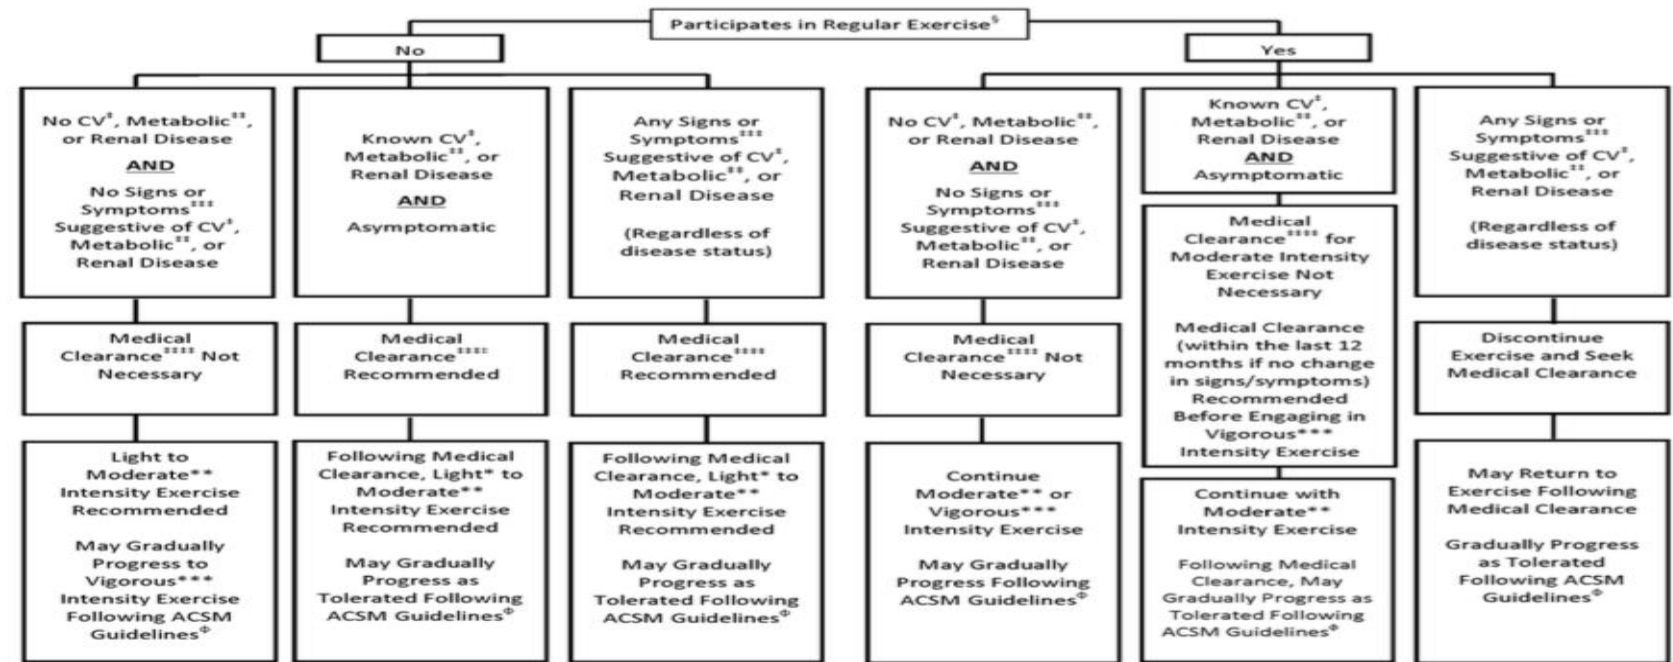 Participates in Regular Exercise§
No
Yes
No CV‡, Metabolic‡‡,
or Renal Disease
AND
No Signs or
Symptoms‡‡‡
Suggestive of CV‡,
Metabolic‡‡, or
Renal Disease
Known CV‡,
Metabolic‡‡, or
Renal Disease
AND
Asymptomatic
Any Signs or
Symptoms‡‡‡
Suggestive of CV‡,
Metabolic‡‡, or
Renal Disease
(Regardless of
disease status)
No CV‡, Metabolic‡‡,
or Renal Disease
AND
No Signs or
Symptoms‡‡‡
Suggestive of CV‡,
Metabolic‡‡, or
Renal Disease
Known CV‡,
Metabolic‡‡, or
Renal Disease
AND
Asymptomatic
Any Signs or
Symptoms‡‡‡
Suggestive of CV‡,
Metabolic‡‡, or
Renal Disease
(Regardless of
disease status)
Medical
Clearance‡‡‡‡ Not
Necessary
Medical
Clearance‡‡‡‡
Recommended
Medical
Clearance‡‡‡‡
Recommended
Medical
Clearance‡‡‡‡ Not
Necessary
Medical
Clearance‡‡‡‡ for
Moderate Intensity
Exercise Not
Necessary
Medical Clearance
(within the last 12
months if no change
in signs/symptoms)
Recommended
Before Engaging in
Vigorous***
Intensity Exercise
Discontinue
Exercise and Seek
Medical Clearance
Light to
Moderate**
Intensity Exercise
Recommended
May Gradually
Progress to
Vigorous***
Intensity Exercise
Following ACSM
GuidelinesΦ
Following Medical
Clearance, Light* to
Moderate**
Intensity Exercise
Recommended
May Gradually
Progress as
Tolerated Following
ACSM GuidelinesΦ
Following Medical
Clearance, Light* to
Moderate**
Intensity Exercise
Recommended
May Gradually
Progress as
Tolerated Following
ACSM GuidelinesΦ
Continue
Moderate** or
Vigorous***
Intensity Exercise
May Gradually
Progress Following
ACSM GuidelinesΦ
Continue with
Moderate**
Intensity Exercise
Following Medical
Clearance, May
Gradually Progress as
Tolerated Following
ACSM GuidelinesΦ
May Return to
Exercise Following
Medical Clearance
Gradually Progress
as Tolerated
Following ACSM
GuidelinesΦ